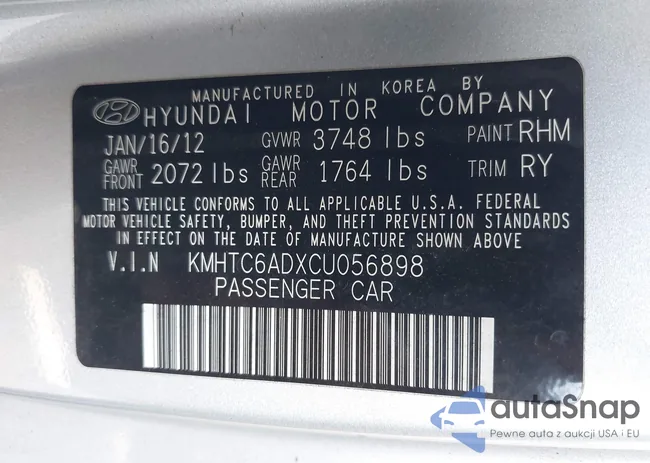 MANUFACTURED IN KOREA BY
HYUNDAI MOTOR COMPANY
JAN/16/12 GVWR 3748 lbs PAINT RHM
GAWR FRONT 2072 lbs GAWR REAR 1764 lbs TRIM RY
THIS VEHICLE CONFORMS TO ALL APPLICABLE U.S.A. FEDERAL
MOTOR VEHICLE SAFETY, BUMPER, AND THEFT PREVENTION STANDARDS
IN EFFECT ON THE DATE OF MANUFACTURE SHOWN ABOVE
V.I.N KMHTC6ADXCU056898
PASSENGER CAR
autaSnap
Pewne auta z aukcji USA i EU